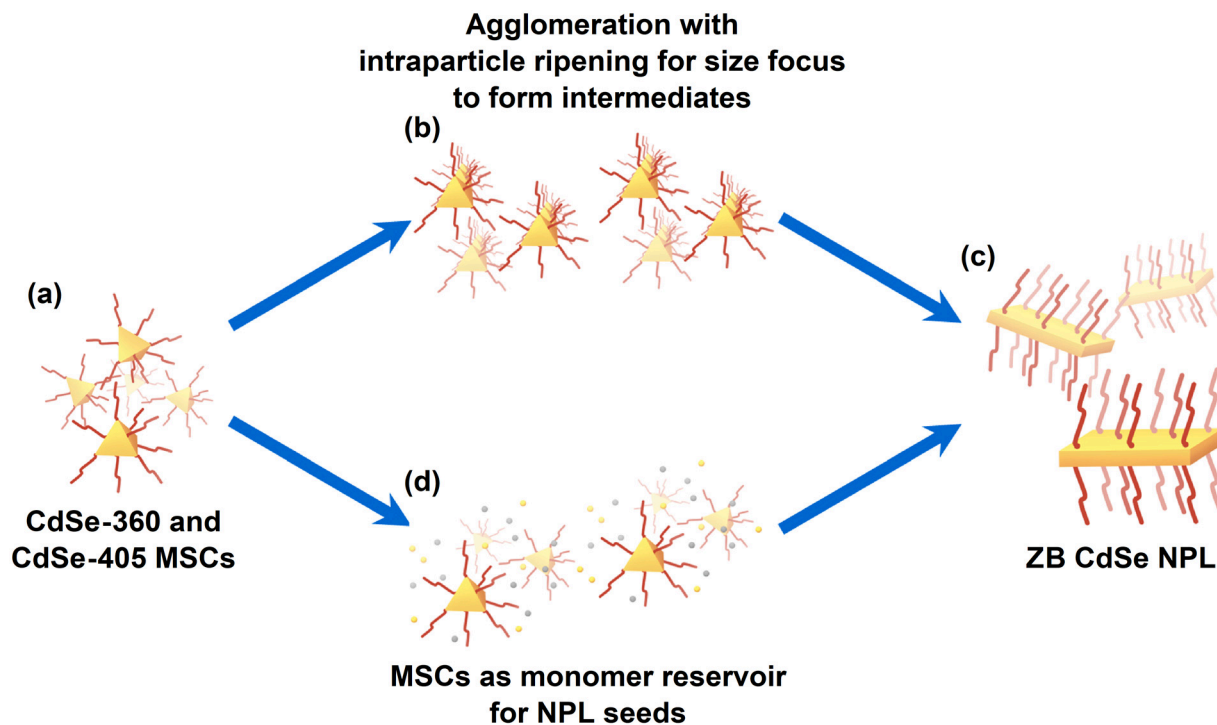 Agglomeration with
intraparticle ripening for size focus
to form intermediates
(b)
(a)
(c)
CdSe-360 and
CdSe-405 MSCs
(d)
ZB CdSe NPL
MSCs as monomer reservoir
for NPL seeds